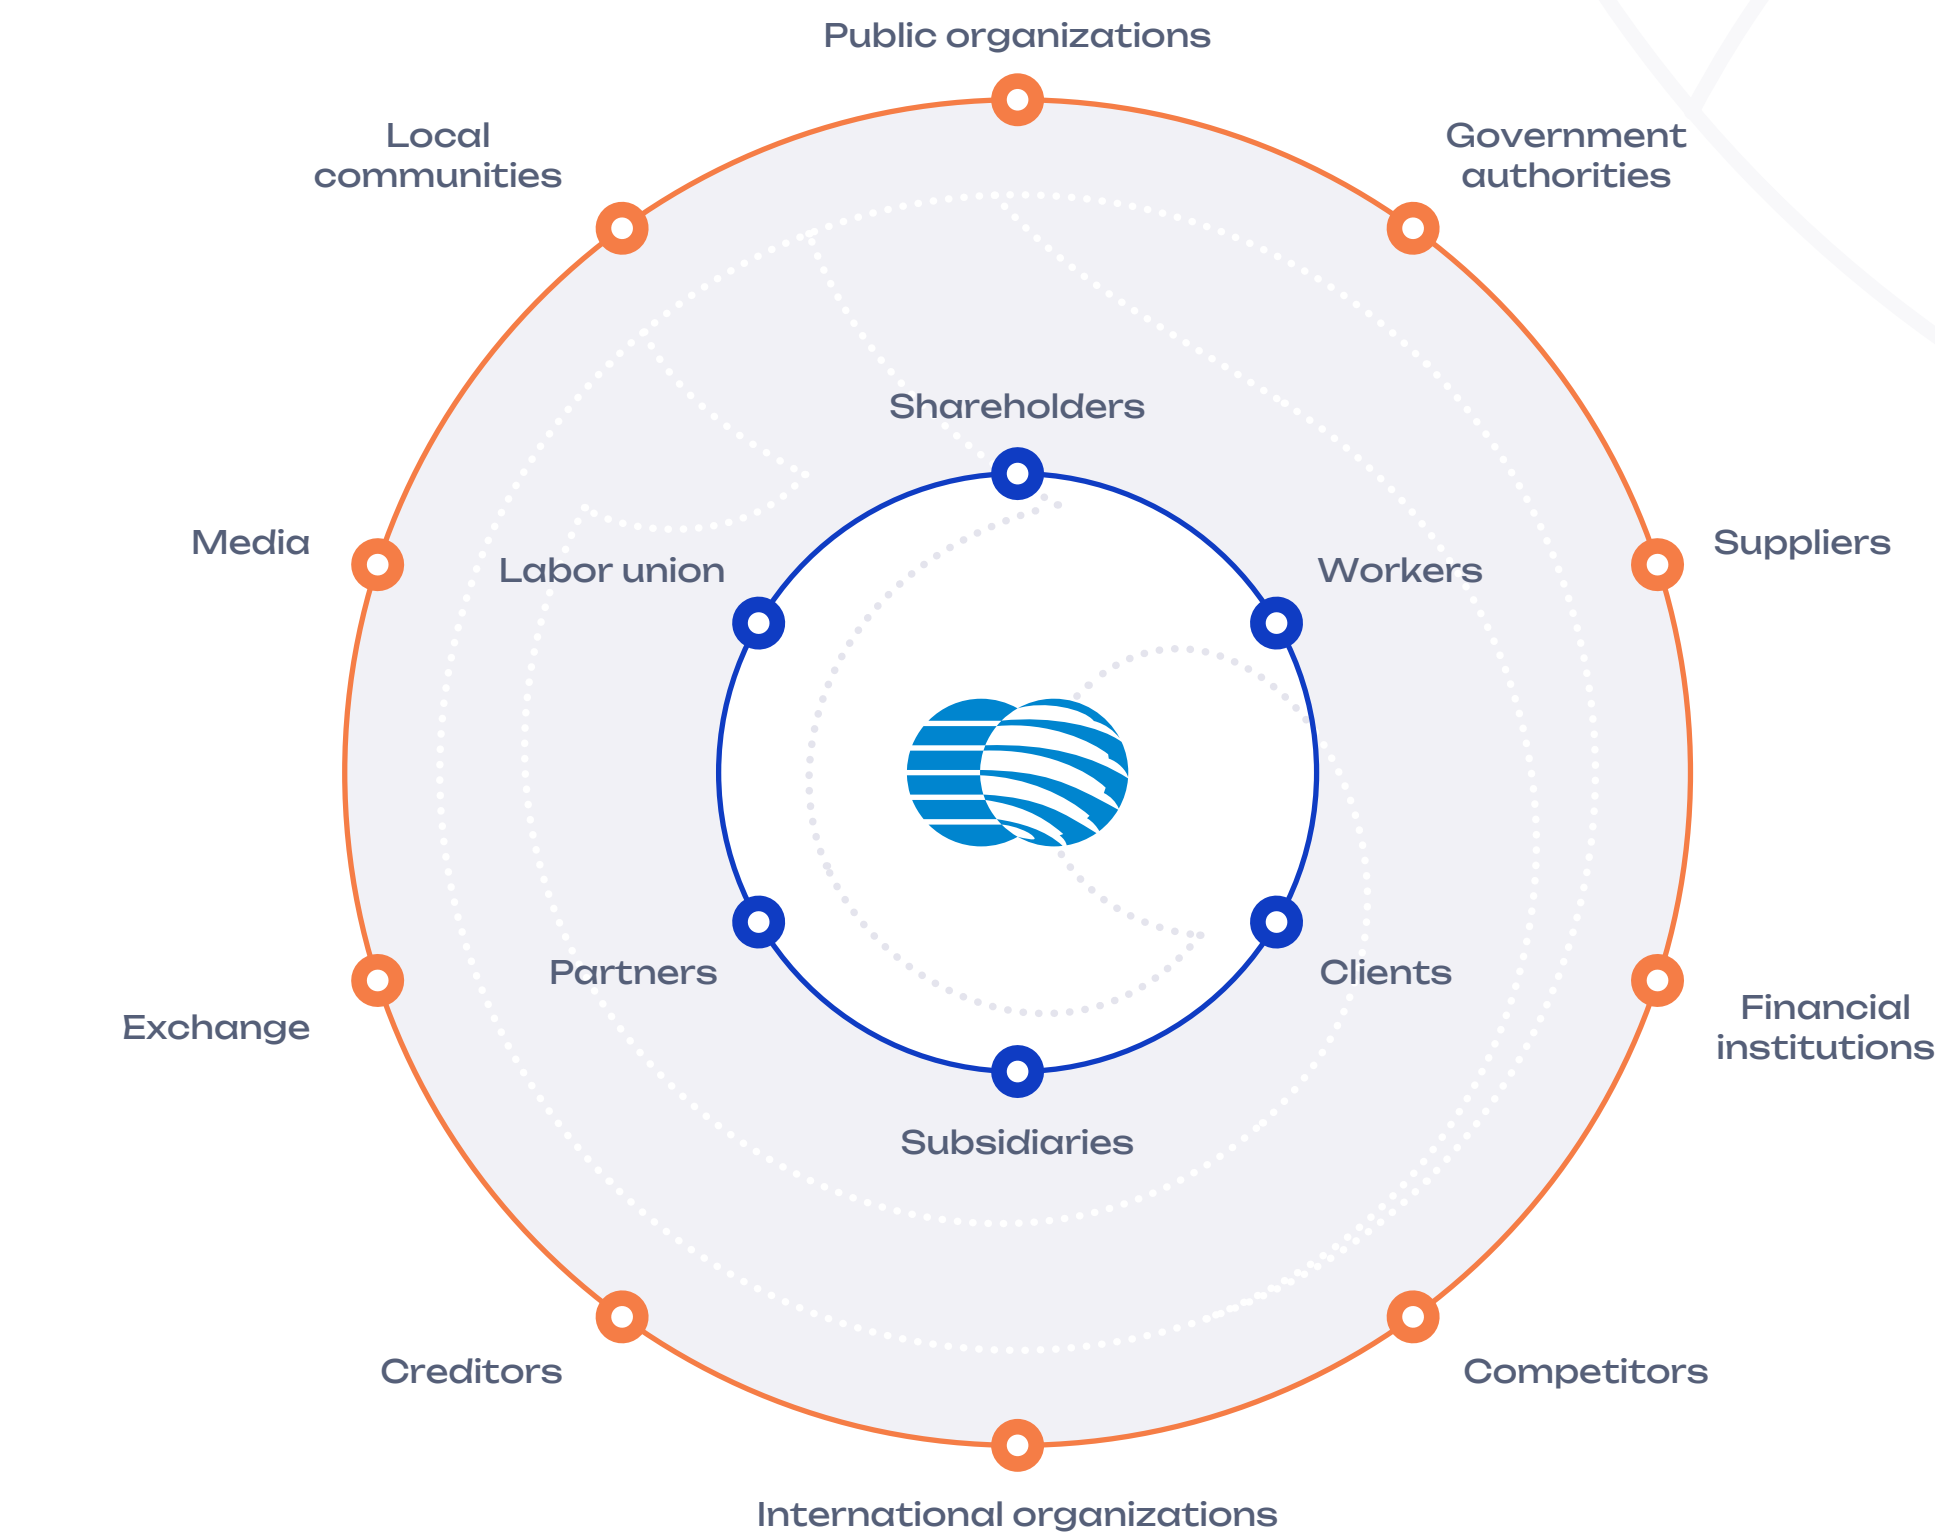 Public organizations
Local
communities
Government
authorities
Shareholders
Media
Suppliers
Labor union
Workers
Partners
Clients
Exchange
Financial
institutions
Subsidiaries
Creditors
Competitors
International organizations